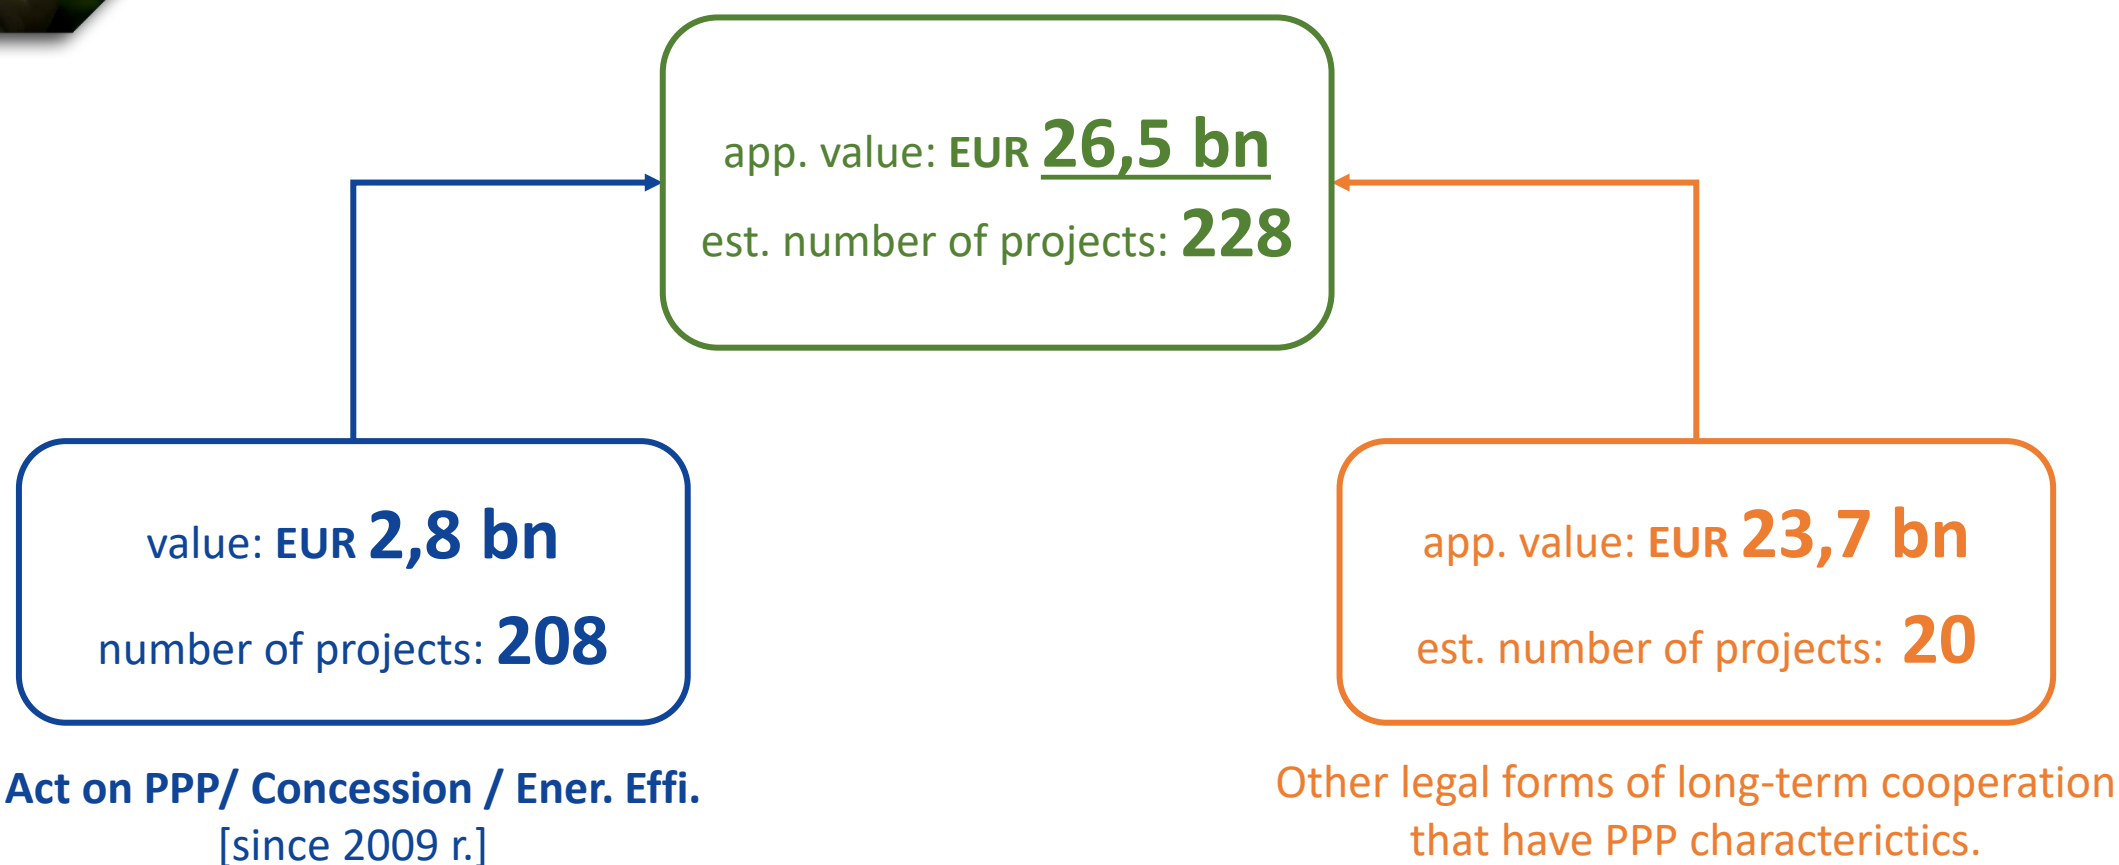 app. value: EUR 26,5 bn
est. number of projects: 228
value: EUR 2,8 bn
number of projects: 208
Act on PPP/ Concession / Ener. Effi.
[since 2009 r.]
app. value: EUR 23,7 bn
est. number of projects: 20
Other legal forms of long-term cooperation
that have PPP characterictics.